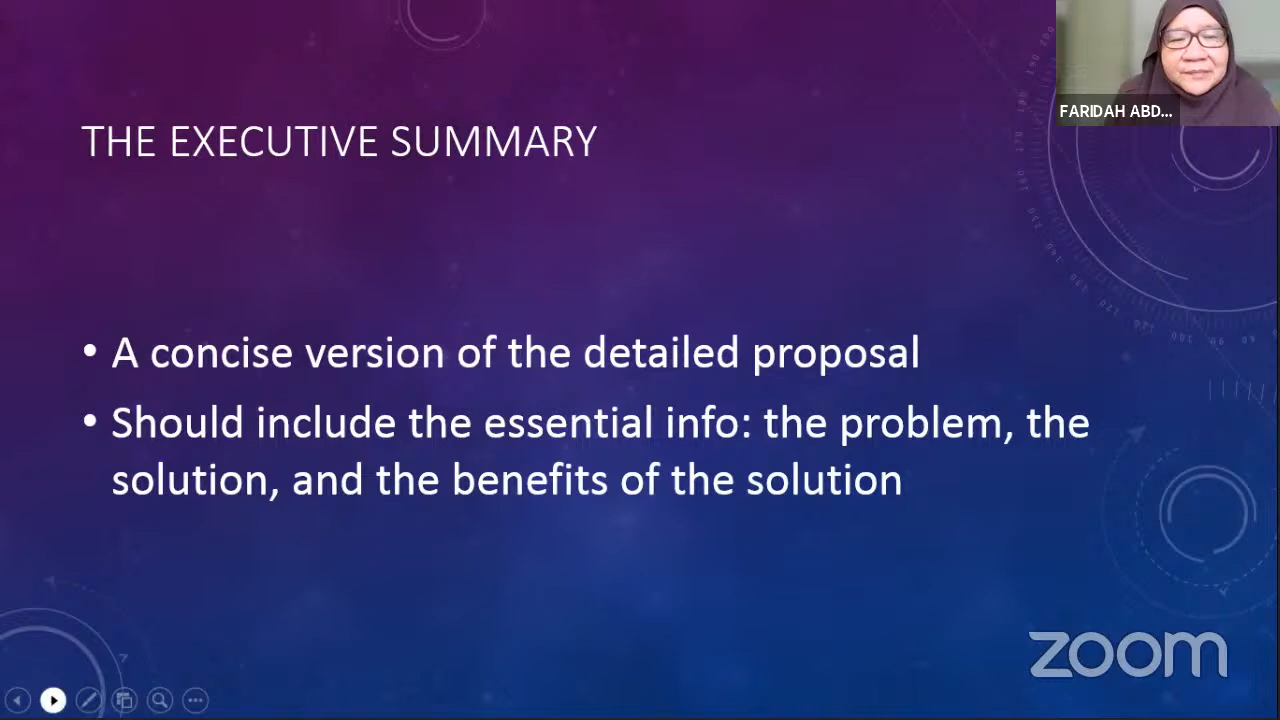 FARIDAH ABD...
THE EXECUTIVE SUMMARY
• A concise version of the detailed proposal
• Should include the essential info: the problem, the
solution, and the benefits of the solution
zoom